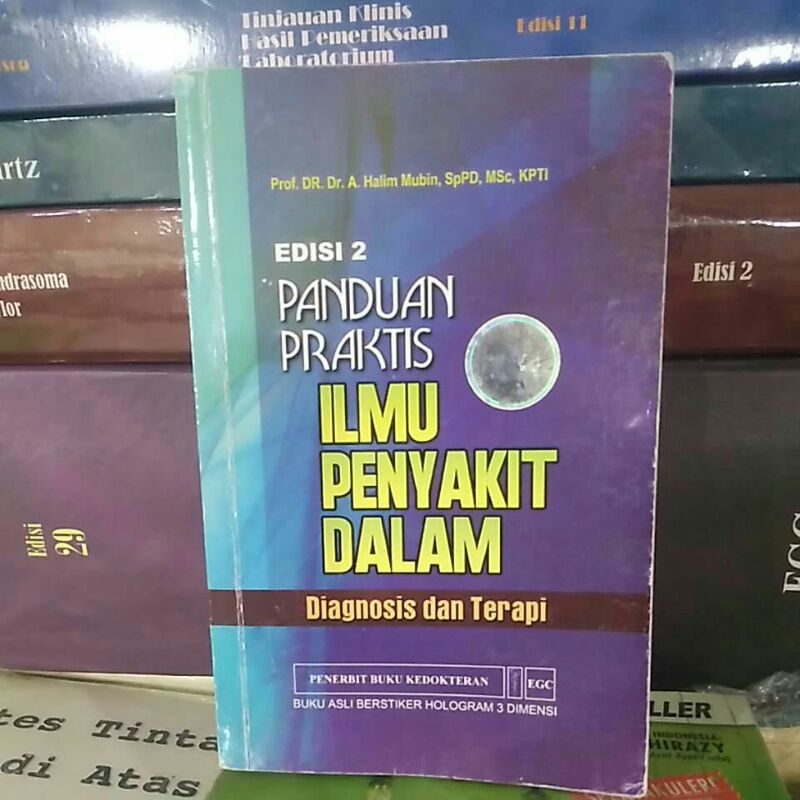 Tinjauan Klinis
Hasil Pemeriksaan
Laboratorium
Edisi 11
Edisi 2
Edisi
29
EGC
Prof. DR. Dr. A. Halim Mubin, SpPD, MSc, KPTI
EDISI 2
PANDUAN
PRAKTIS
ILMU
PENYAKIT
DALAM
Diagnosis dan Terapi
PENERBIT BUKU KEDOKTERAN
EGC
BUKU ASLI BERSTIKER HOLOGRAM 3 DIMENSI
di Atas
INDONESIA